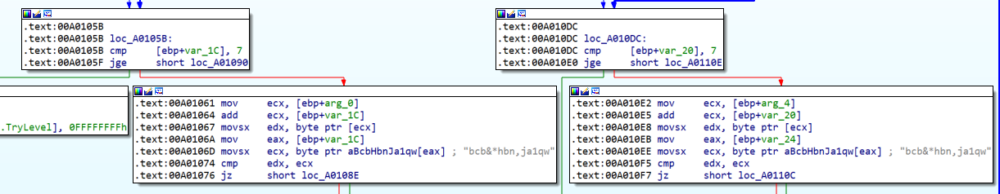 .text:00A0105B
.text:00A0105B loc_A0105B:
.text:00A0105B cmp [ebp+var_1C], 7
.text:00A0105F jge short loc_A01090
.TryLevel], 0FFFFFFFFh
.text:00A01061 mov ecx, [ebp+arg_0]
.text:00A01064 add ecx, [ebp+var_1C]
.text:00A01067 movsx edx, byte ptr [ecx]
.text:00A0106A mov eax, [ebp+var_1C]
.text:00A0106D movsx ecx, byte ptr aBcbHbnJa1qw[eax] ; "bcb&*hbn,ja1qw"
.text:00A01074 cmp edx, ecx
.text:00A01076 jz short loc_A0108E
.text:00A010DC
.text:00A010DC loc_A010DC:
.text:00A010DC cmp [ebp+var_20], 7
.text:00A010E0 jge short loc_A0110E
.text:00A010E2 mov ecx, [ebp+arg_4]
.text:00A010E5 add ecx, [ebp+var_20]
.text:00A010E8 movsx edx, byte ptr [ecx]
.text:00A010EB mov eax, [ebp+var_24]
.text:00A010EE movsx ecx, byte ptr aBcbHbnJa1qw[eax] ; "bcb&*hbn,ja1qw"
.text:00A010F5 cmp edx, ecx
.text:00A010F7 jz short loc_A0110C